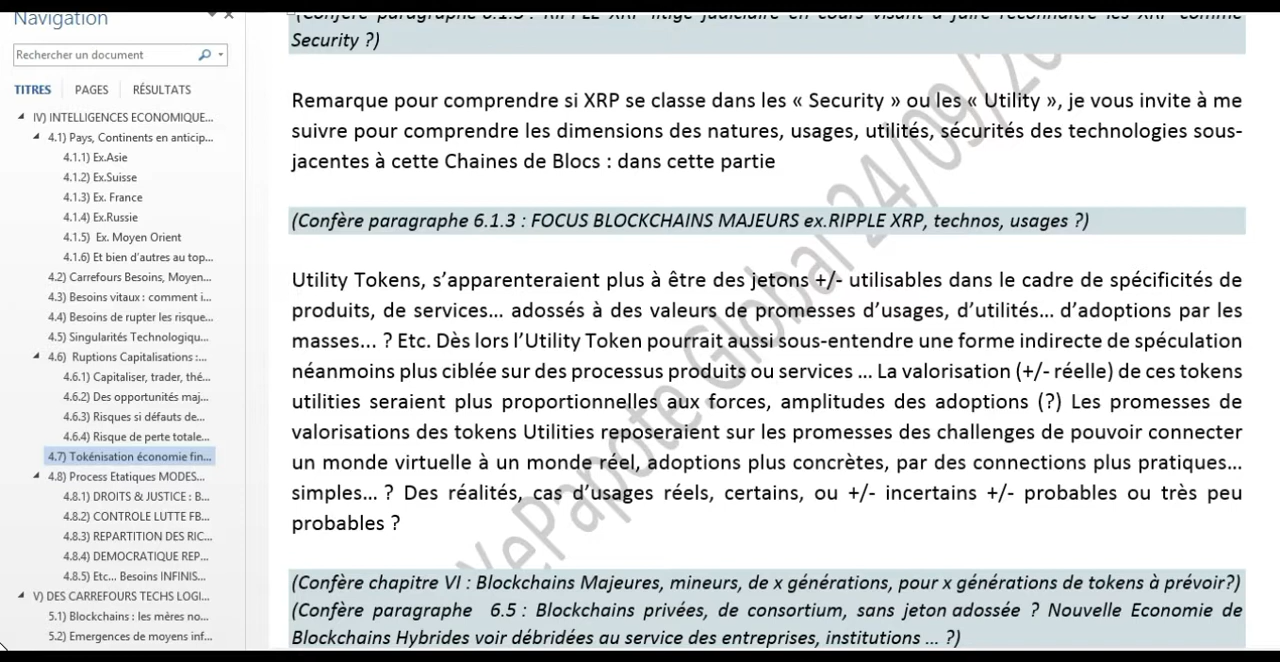 Navigation
Rechercher un document
TITRES PAGES RÉSULTATS
IV) INTELLIGENCES ECONOMIQUE...
4.1) Pays, Continents en anticip...
4.1.1) Ex.Asie
4.1.2) Ex.Suisse
4.1.3) Ex. France
4.1.4) Ex.Russie
4.1.5) Ex. Moyen Orient
4.1.6) Et bien d'autres au top...
4.2) Carrefours Besoins, Moyen...
4.3) Besoins vitaux : comment i...
4.4) Besoins de rupter les risque...
4.5) Singularités Technologiqu...
4.6) Ruptions Capitalisations :...
4.6.1) Capitaliser, trader, thé...
4.6.2) Des opportunités maj...
4.6.3) Risques si défauts de...
4.6.4) Risque de perte totale...
4.7) Tokénisation économie fin...
4.8) Process Etatiques MODES...
4.8.1) DROITS & JUSTICE : B...
4.8.2) CONTROLE LUTTE FB...
4.8.3) REPARTITION DES RIC...
4.8.4) DEMOCRATIQUE REP...
4.8.5) Etc... Besoins INFINIS...
V) DES CARREFOURS TECHS LOGI...
5.1) Blockchains : les mères no...
5.2) Emergences de moyens inf...
(Confère paragraphe 6.1.3 : RIPPLE XRP litige judiciaire en cours visant à faire reconnaitre les XRP comme
Security ?)
Remarque pour comprendre si XRP se classe dans les « Security » ou les « Utility », je vous invite à me
suivre pour comprendre les dimensions des natures, usages, utilités, sécurités des technologies sous-
jacentes à cette Chaines de Blocs : dans cette partie
(Confère paragraphe 6.1.3 : FOCUS BLOCKCHAINS MAJEURS ex.RIPPLE XRP, technos, usages ?)
Utility Tokens, s'apparenteraient plus à être des jetons +/- utilisables dans le cadre de spécificités de
produits, de services... adossés à des valeurs de promesses d'usages, d'utilités... d'adoptions par les
masses... ? Etc. Dès lors l'Utility Token pourrait aussi sous-entendre une forme indirecte de spéculation
néanmoins plus ciblée sur des processus produits ou services ... La valorisation (+/- réelle) de ces tokens
utilities seraient plus proportionnelles aux forces, amplitudes des adoptions (?) Les promesses de
valorisations des tokens Utilities reposeraient sur les promesses des challenges de pouvoir connecter
un monde virtuelle à un monde réel, adoptions plus concrètes, par des connections plus pratiques...
simples... ? Des réalités, cas d'usages réels, certains, ou +/- incertains +/- probables ou très peu
probables ?
(Confère chapitre VI : Blockchains Majeures, mineurs, de x générations, pour x générations de tokens à prévoir?)
(Confère paragraphe 6.5 : Blockchains privées, de consortium, sans jeton adossée ? Nouvelle Economie de
Blockchains Hybrides voir débridées au service des entreprises, institutions ... ?)